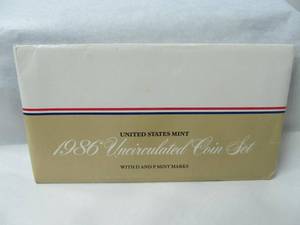 UNITED STATES MINT
1986 Uncirculated Coin Set
WITH D AND P MINT MARKS